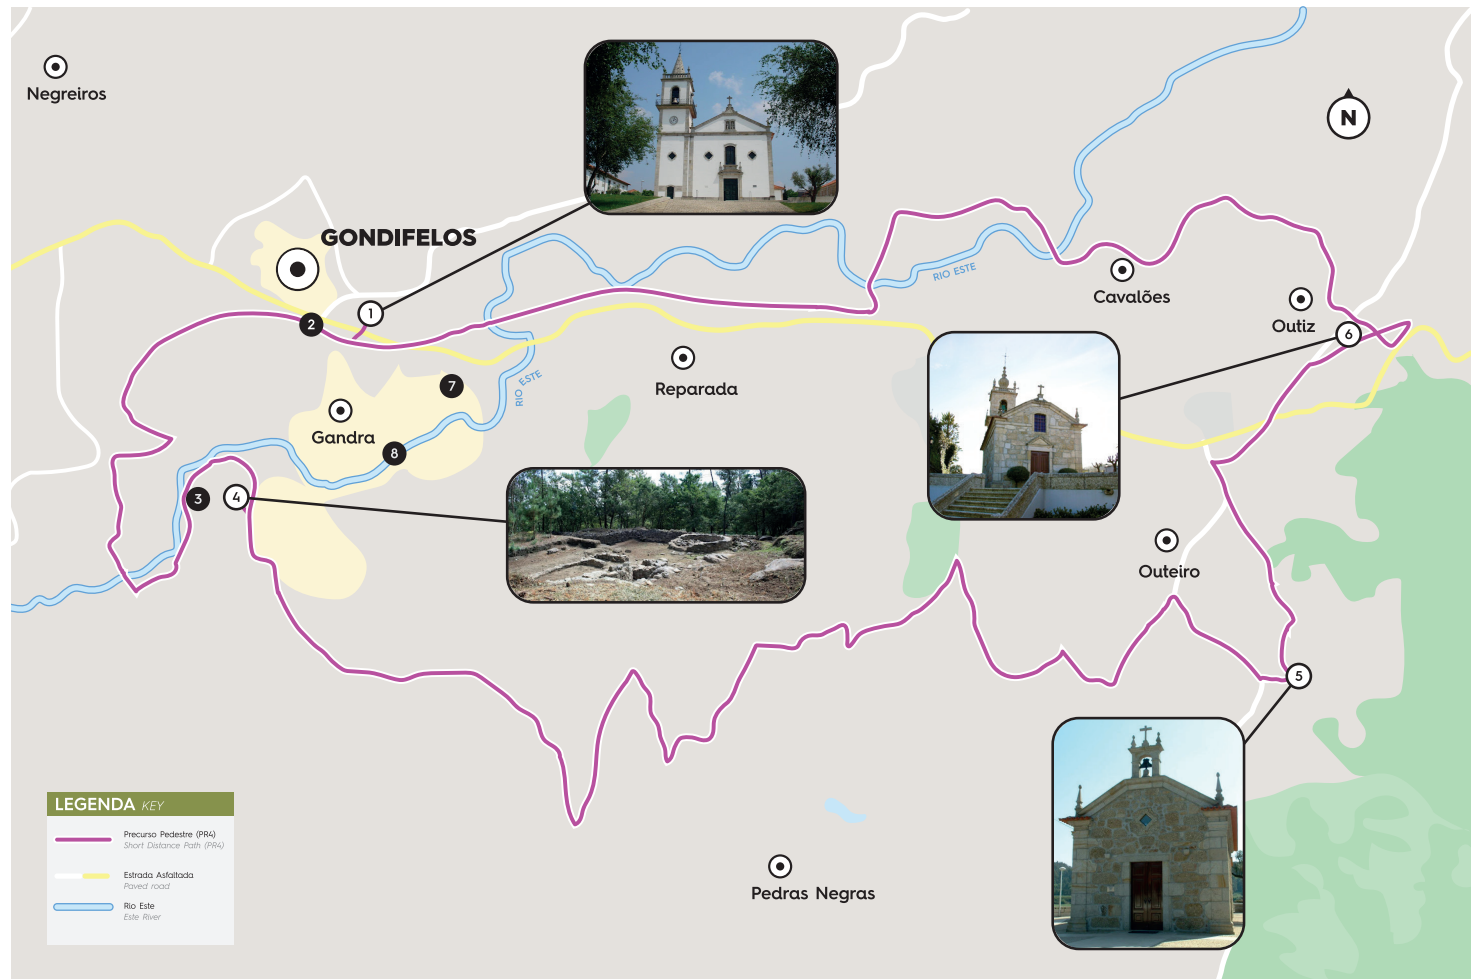 Negreiros
N
GONDIFELOS
RIO ESTE
Cavalões
1
2
Outiz
6
Reparada
7
RIO ESTE
Gandra
8
3
4
Outeiro
5
LEGENDA KEY
Precurso Pedestre (PR4)
Short Distance Path (PR4)
Estrada Asfaltada
Paved road
Rio Este
Este River
Pedras Negras